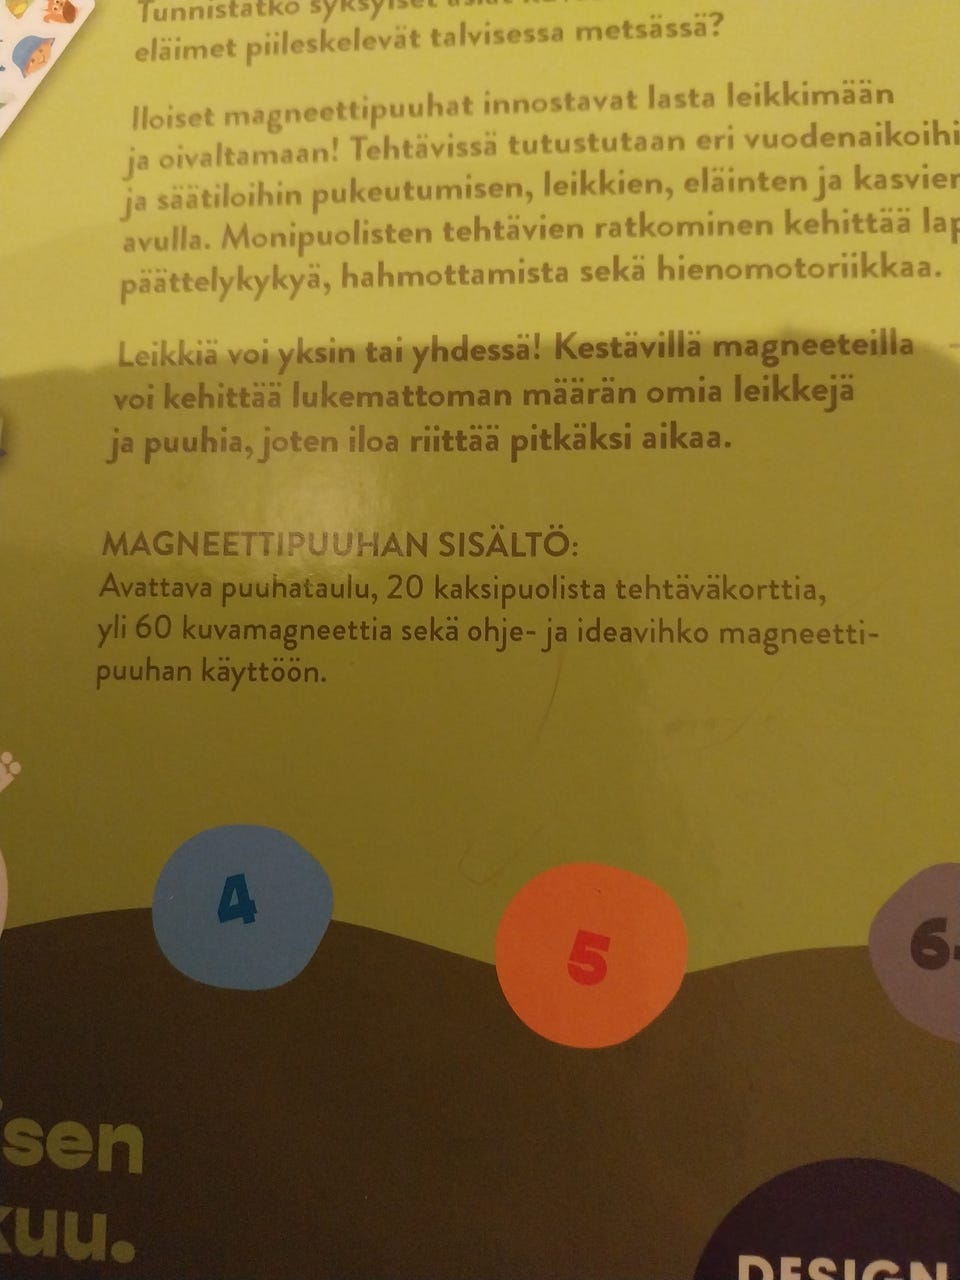 Tunnistatko syksyiset
eläimet piileskelevät talvisessa metsässä?
Iloiset magneettipuuhat innostavat lasta leikkimään
ja oivaltamaan! Tehtävissä tutustutaan eri vuodenaikoihi
ja säätiloihin pukeutumisen, leikkien, eläinten ja kasvien
avulla. Monipuolisten tehtävien ratkominen kehittää lap
päättelykykyä, hahmottamista sekä hienomotoriikkaa.
Leikkiä voi yksin tai yhdessä! Kestävillä magneeteilla
voi kehittää lukemattoman määrän omia leikkejä
ja puuhia, joten iloa riittää pitkäksi aikaa.
MAGNEETTIPUUHAN SISÄLTÖ:
Avattava puuhataulu, 20 kaksipuolista tehtäväkorttia,
yli 60 kuvamagneettia sekä ohje- ja ideavihko magneetti-
puuhan käyttöön.
4
5
6-
sen
kuu.
DESIGN